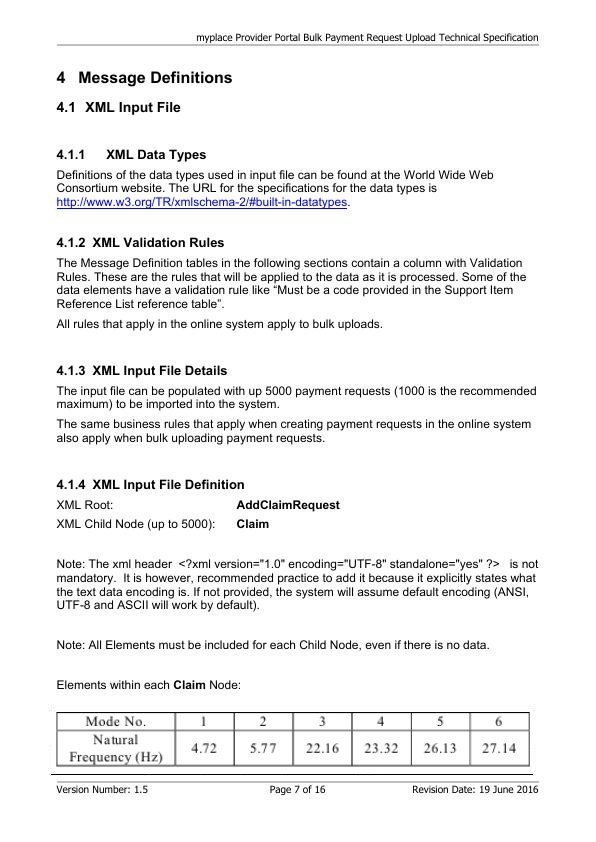 myplace Provider Portal Bulk Payment Request Upload Technical Specification
4 Message Definitions
4.1 XML Input File
4.1.1 XML Data Types
Definitions of the data types used in input file can be found at the World Wide Web
Consortium website. The URL for the specifications for the data types is
http://www.w3.org/TR/xmlschema-2/#built-in-datatypes.
4.1.2 XML Validation Rules
The Message Definition tables in the following sections contain a column with Validation
Rules. These are the rules that will be applied to the data as it is processed. Some of the
data elements have a validation rule like “Must be a code provided in the Support Item
Reference List reference table”.
All rules that apply in the online system apply to bulk uploads.
4.1.3 XML Input File Details
The input file can be populated with up 5000 payment requests (1000 is the recommended
maximum) to be imported into the system.
The same business rules that apply when creating payment requests in the online system
also apply when bulk uploading payment requests.
4.1.4 XML Input File Definition
XML Root: AddClaimRequest
XML Child Node (up to 5000): Claim
Note: The xml header <?xml version="1.0" encoding="UTF-8" standalone="yes" ?> is not
mandatory. It is however, recommended practice to add it because it explicitly states what
the text data encoding is. If not provided, the system will assume default encoding (ANSI,
UTF-8 and ASCII will work by default).
Note: All Elements must be included for each Child Node, even if there is no data.
Elements within each Claim Node:
Mode No. 1 2 3 4 5 6
Natural
Frequency (Hz) 4.72 5.77 22.16 23.32 26.13 27.14
Version Number: 1.5 Page 7 of 16 Revision Date: 19 June 2016